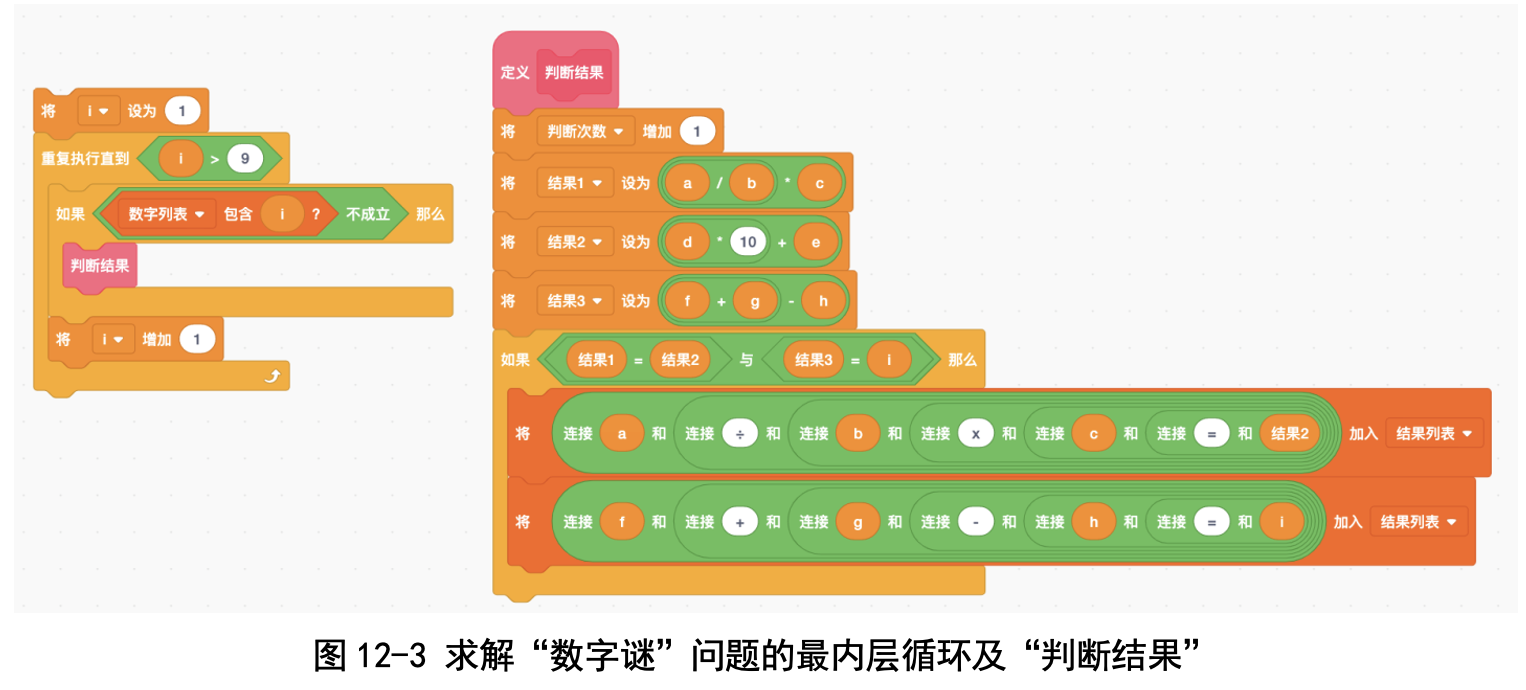 将 i 设为 1
重复执行直到 i > 9
如果 数字列表 包含 i ? 不成立 那么
判断结果
将 i 增加 1
定义 判断结果
将 判断次数 增加 1
将 结果1 设为 a / b * c
将 结果2 设为 d * 10 + e
将 结果3 设为 f + g - h
如果 结果1 = 结果2 与 结果3 = i 那么
将 连接 a 和 连接 ÷ 和 连接 b 和 连接 x 和 连接 c 和 连接 = 和 结果2 加入 结果列表
将 连接 f 和 连接 + 和 连接 g 和 连接 - 和 连接 h 和 连接 = 和 i 加入 结果列表
图 12-3 求解“数字谜”问题的最内层循环及“判断结果”